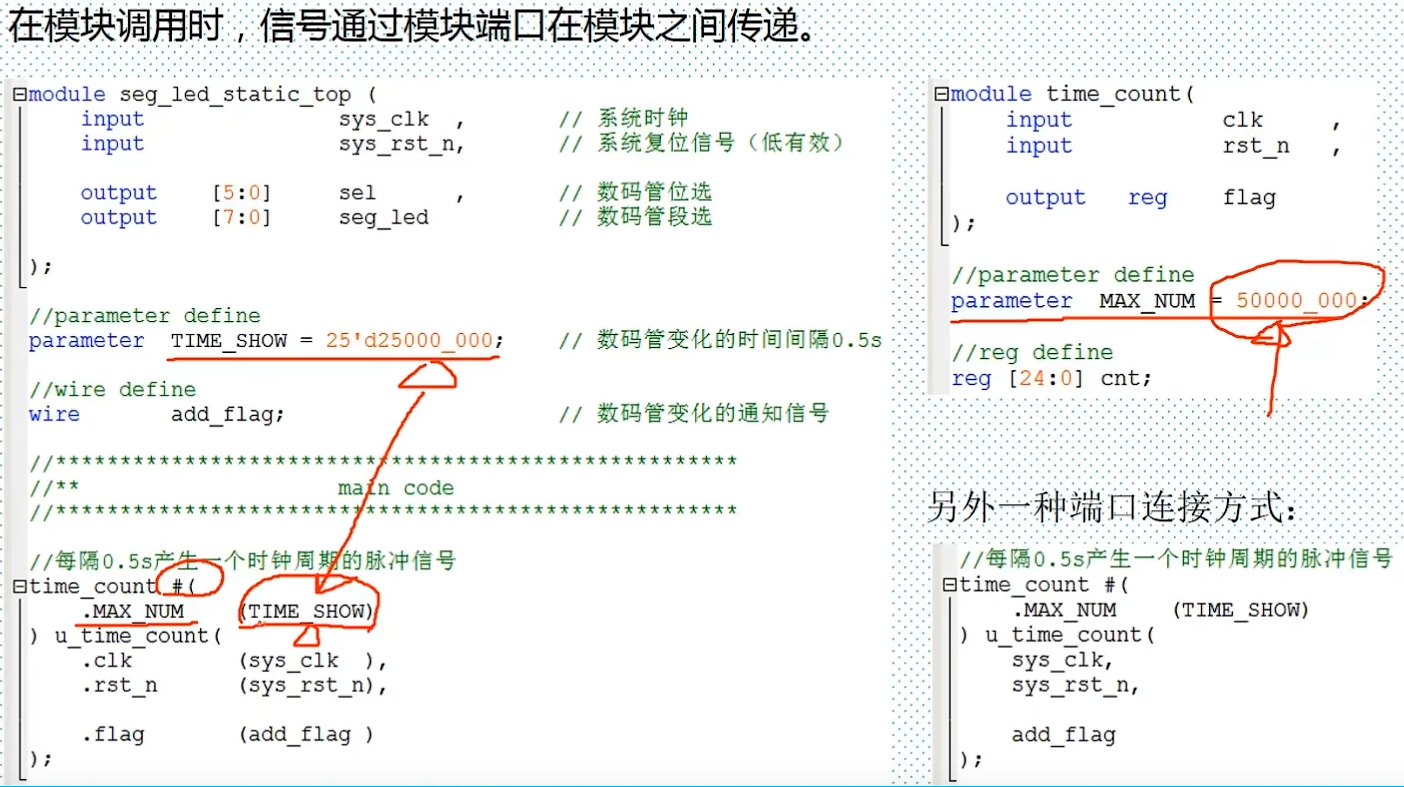 在模块调用时，信号通过模块端口在模块之间传递。
module seg_led_static_top (
input sys_clk , // 系统时钟
input sys_rst_n, // 系统复位信号（低有效）
output [5:0] sel , // 数码管位选
output [7:0] seg_led // 数码管段选
);
//parameter define
parameter TIME_SHOW = 25'd25000_000; // 数码管变化的时间间隔0.5s
//wire define
wire add_flag; // 数码管变化的通知信号
//*****************************************************
//** main code
//*****************************************************
//每隔0.5s产生一个时钟周期的脉冲信号
time_count #(
.MAX_NUM (TIME_SHOW)
) u_time_count(
.clk (sys_clk ),
.rst_n (sys_rst_n),
.flag (add_flag )
);
module time_count(
input clk ,
input rst_n ,
output reg flag
);
//parameter define
parameter MAX_NUM = 50000_000;
//reg define
reg [24:0] cnt;
另外一种端口连接方式：
//每隔0.5s产生一个时钟周期的脉冲信号
time_count #(
.MAX_NUM (TIME_SHOW)
) u_time_count(
sys_clk,
sys_rst_n,
add_flag
);